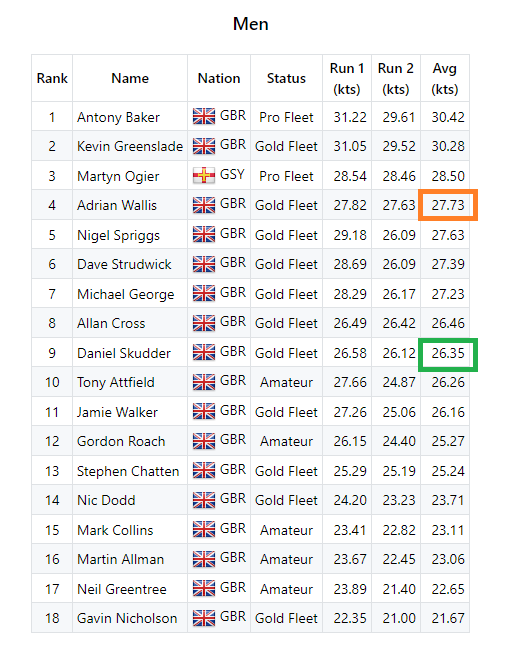 Men
Rank Name Nation Status Run 1 (kts) Run 2 (kts) Avg (kts)
1 Antony Baker GBR Pro Fleet 31.22 29.61 30.42
2 Kevin Greenslade GBR Gold Fleet 31.05 29.52 30.28
3 Martyn Ogier GSY Pro Fleet 28.54 28.46 28.50
4 Adrian Wallis GBR Gold Fleet 27.82 27.63 27.73
5 Nigel Spriggs GBR Gold Fleet 29.18 26.09 27.63
6 Dave Strudwick GBR Gold Fleet 28.69 26.09 27.39
7 Michael George GBR Gold Fleet 28.29 26.17 27.23
8 Allan Cross GBR Gold Fleet 26.49 26.42 26.46
9 Daniel Skudder GBR Gold Fleet 26.58 26.12 26.35
10 Tony Attfield GBR Amateur 27.66 24.87 26.26
11 Jamie Walker GBR Gold Fleet 27.26 25.06 26.16
12 Gordon Roach GBR Amateur 26.15 24.40 25.27
13 Stephen Chatten GBR Gold Fleet 25.29 25.19 25.24
14 Nic Dodd GBR Gold Fleet 24.20 23.23 23.71
15 Mark Collins GBR Amateur 23.41 22.82 23.11
16 Martin Allman GBR Amateur 23.67 22.45 23.06
17 Neil Greentree GBR Amateur 23.89 21.40 22.65
18 Gavin Nicholson GBR Gold Fleet 22.35 21.00 21.67